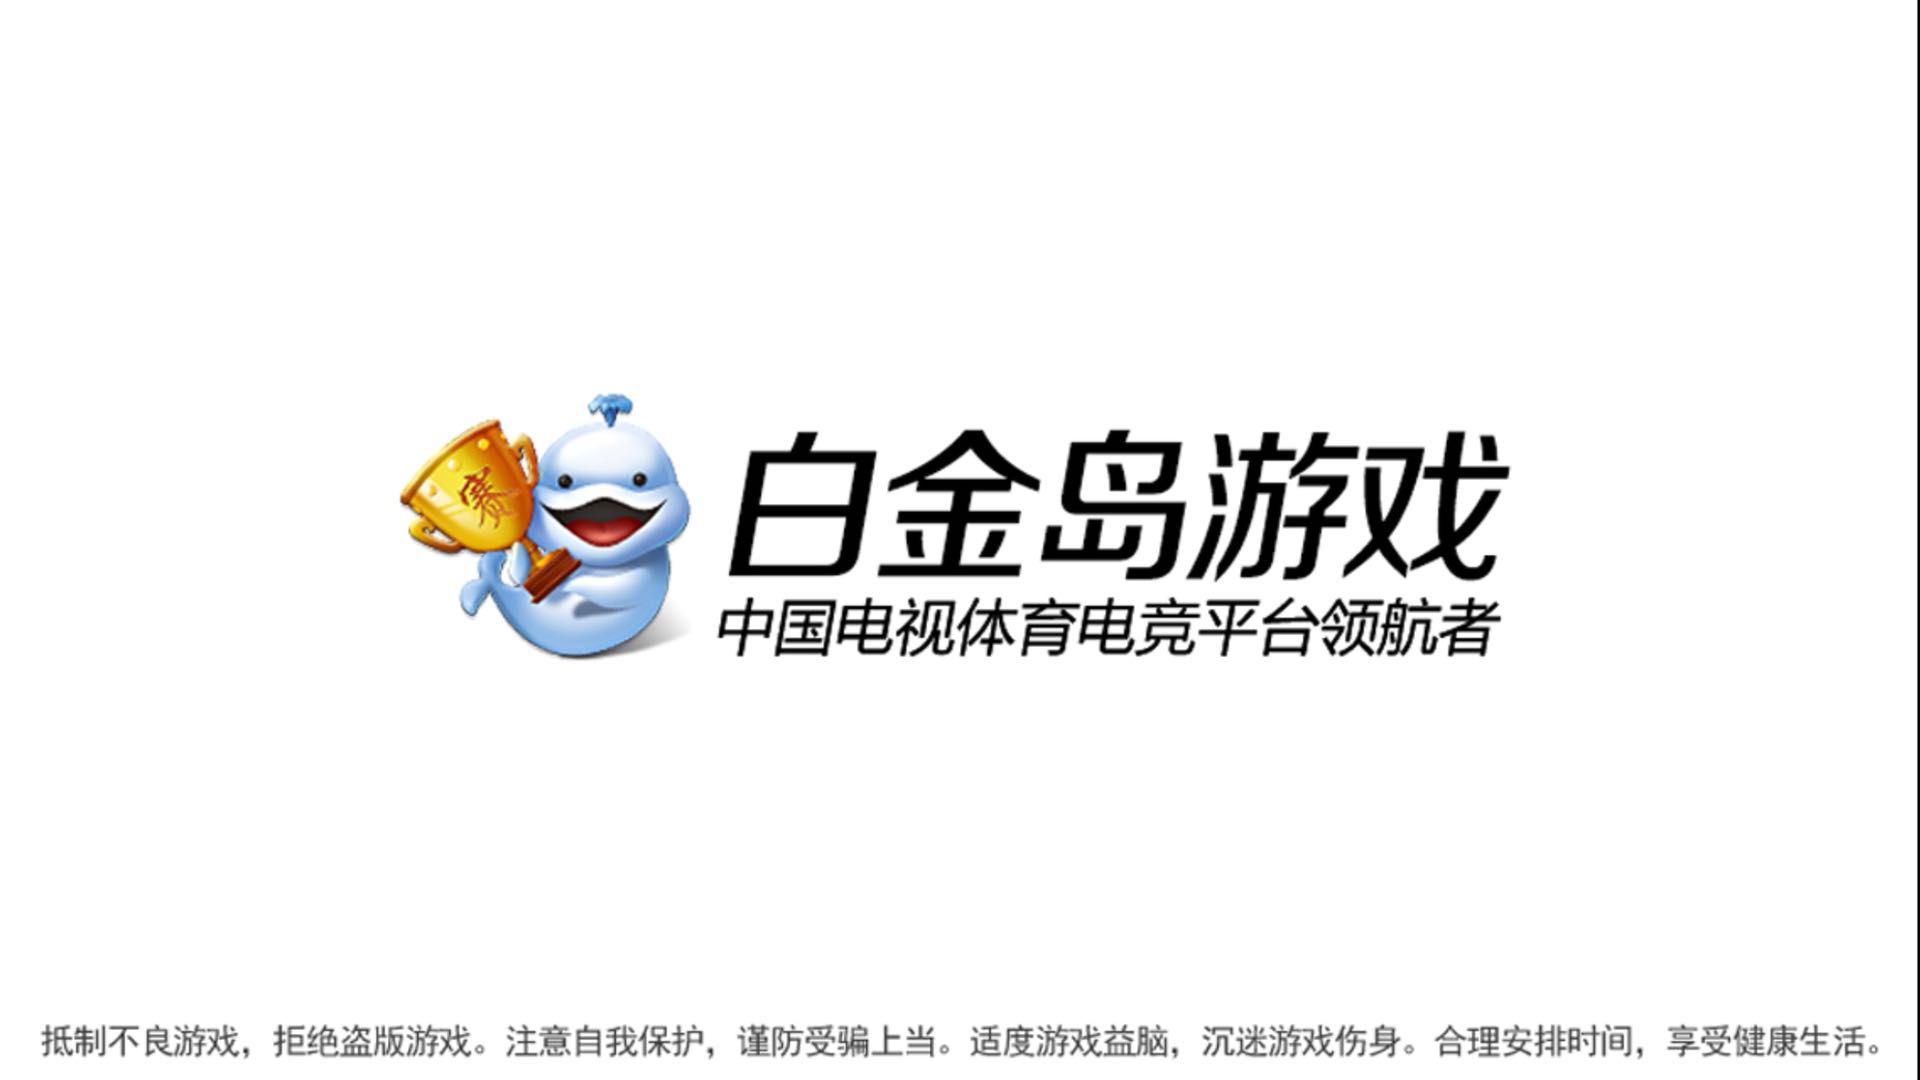 赛
白金岛游戏
中国电视体育电竞平台领航者
抵制不良游戏，拒绝盗版游戏。注意自我保护，谨防受骗上当。适度游戏益脑，沉迷游戏伤身。合理安排时间，享受健康生活。